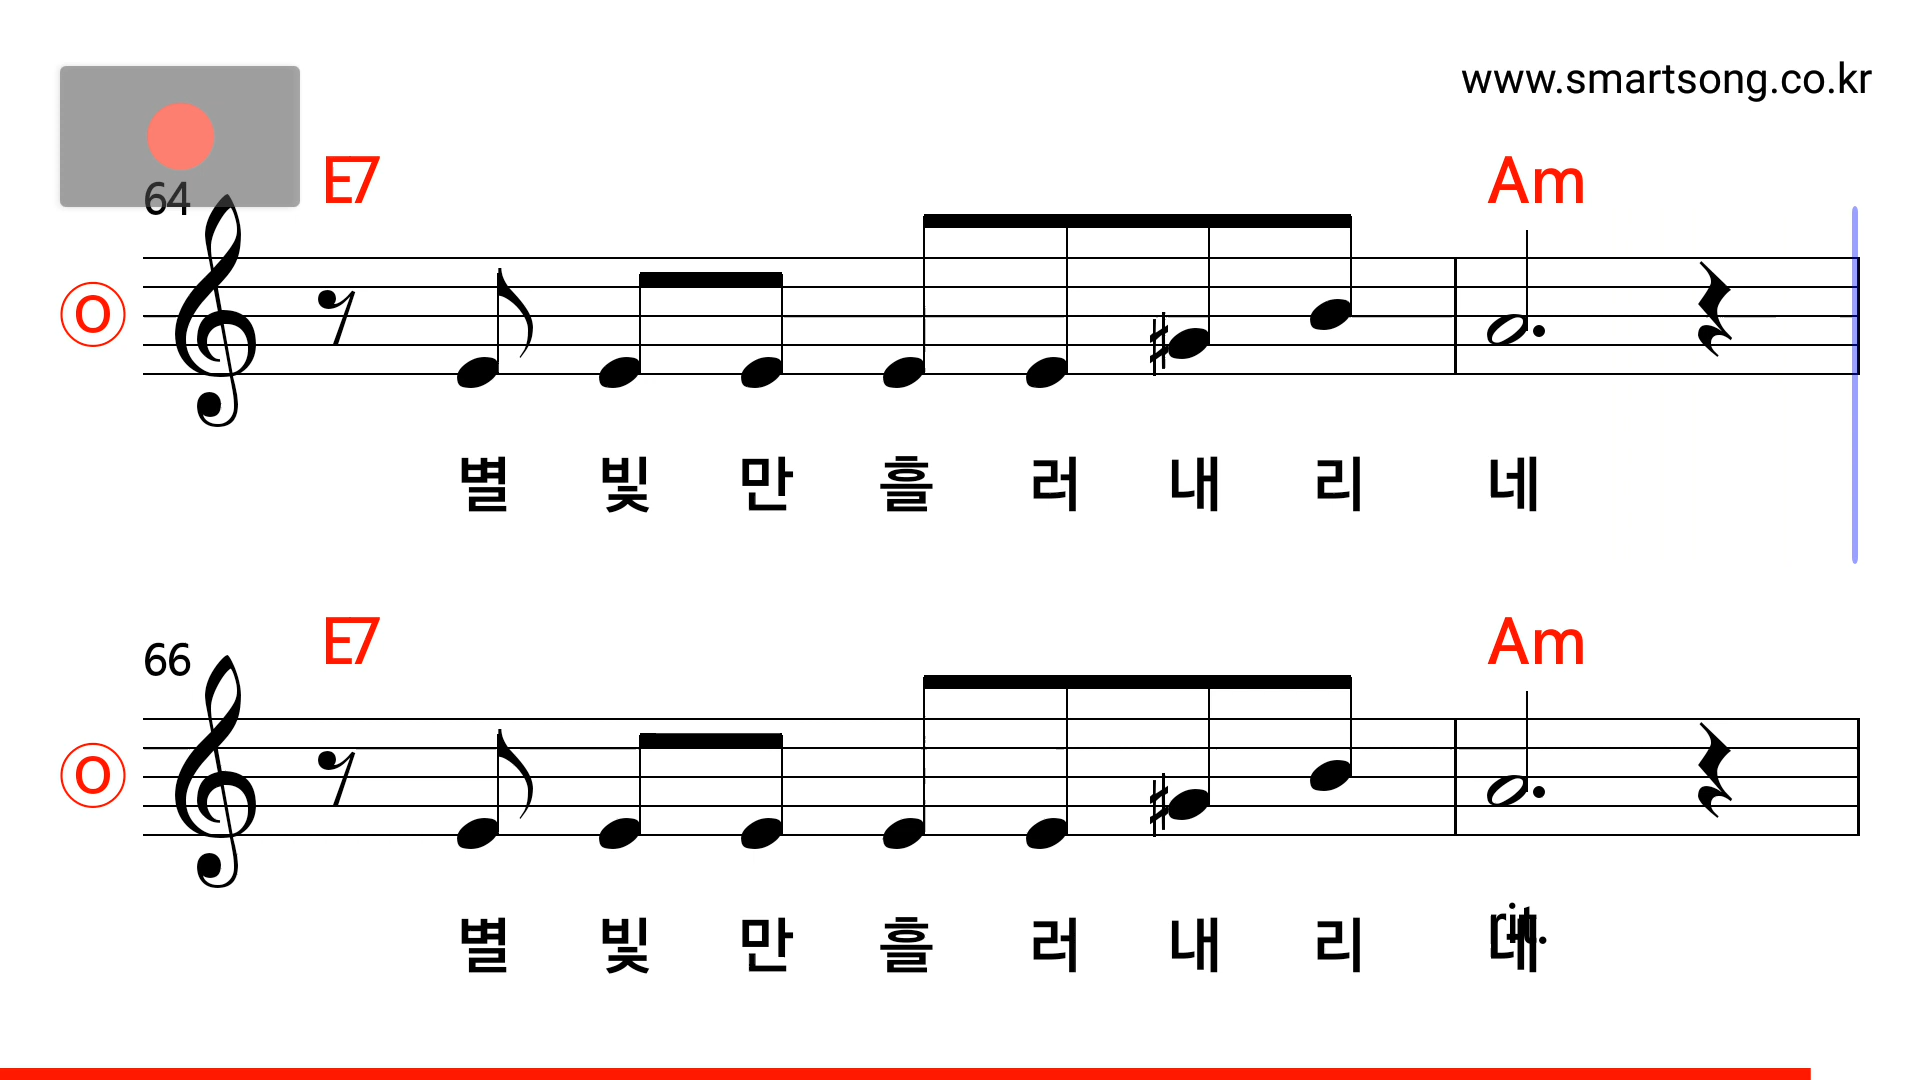 www.smartsong.co.kr
64 E7 Am
O
별 빛 만 흘 러 내 리 네
66 E7 Am
O
별 빛 만 흘 러 내 리 네
rit.